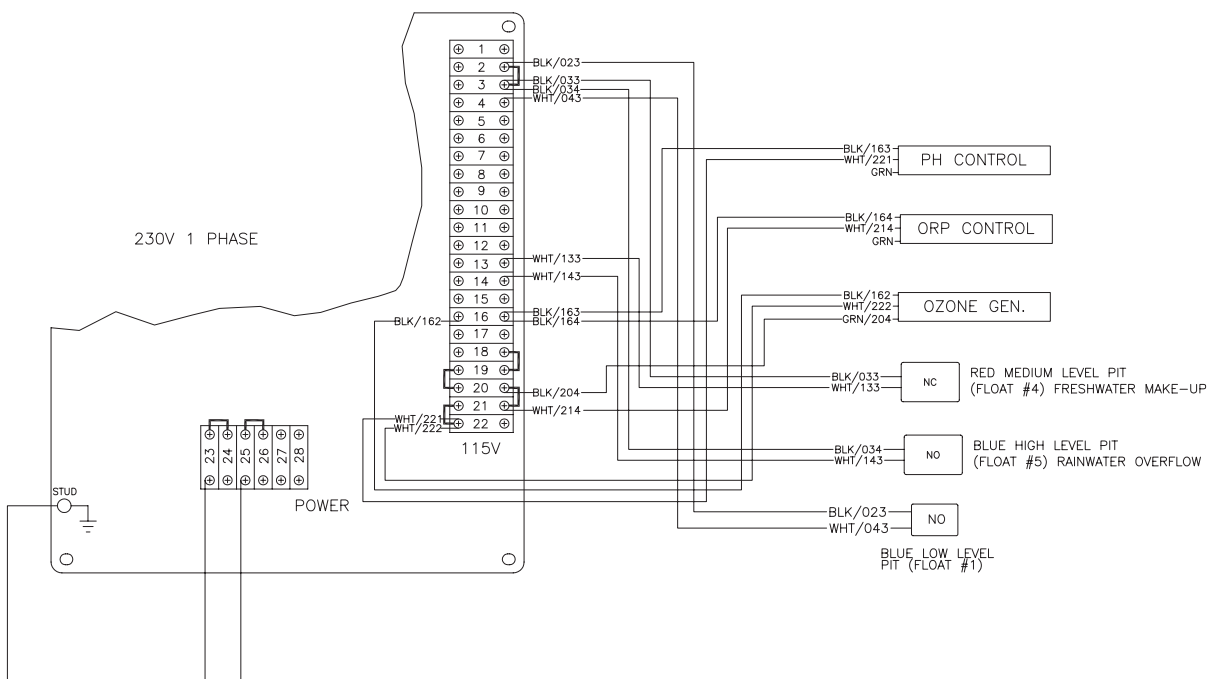 230V 1 PHASE
1
2
3
4
5
6
7
8
9
10
11
12
13
14
15
16
17
18
19
20
21
22
115V
BLK/023
BLK/033
BLK/034
WHT/043
WHT/133
WHT/143
BLK/163
BLK/164
BLK/162
BLK/204
WHT/214
WHT/221
WHT/222
BLK/163
WHT/221
GRN
PH CONTROL
BLK/164
WHT/214
GRN
ORP CONTROL
BLK/162
WHT/222
GRN/204
OZONE GEN.
BLK/033
WHT/133
NC
RED MEDIUM LEVEL PIT
(FLOAT #4) FRESHWATER MAKE-UP
BLK/034
WHT/143
NO
BLUE HIGH LEVEL PIT
(FLOAT #5) RAINWATER OVERFLOW
BLK/023
WHT/043
NO
BLUE LOW LEVEL
PIT (FLOAT #1)
23
24
25
26
27
28
POWER
STUD